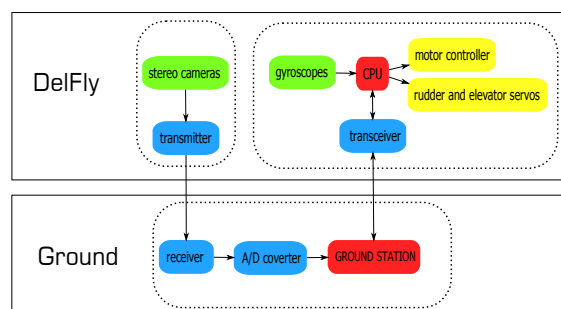 DelFly
stereo cameras
transmitter
gyroscopes
CPU
motor controller
rudder and elevator servos
transceiver
Ground
receiver
A/D coverter
GROUND STATION